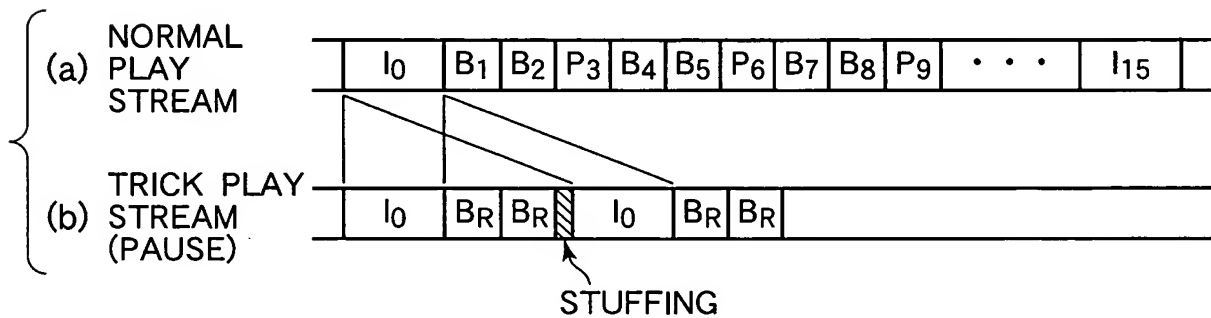 (a) NORMAL PLAY STREAM
I0 B1 B2 P3 B4 B5 P6 B7 B8 P9 · · · I15
(b) TRICK PLAY STREAM (PAUSE)
I0 BR BR I0 BR BR
STUFFING